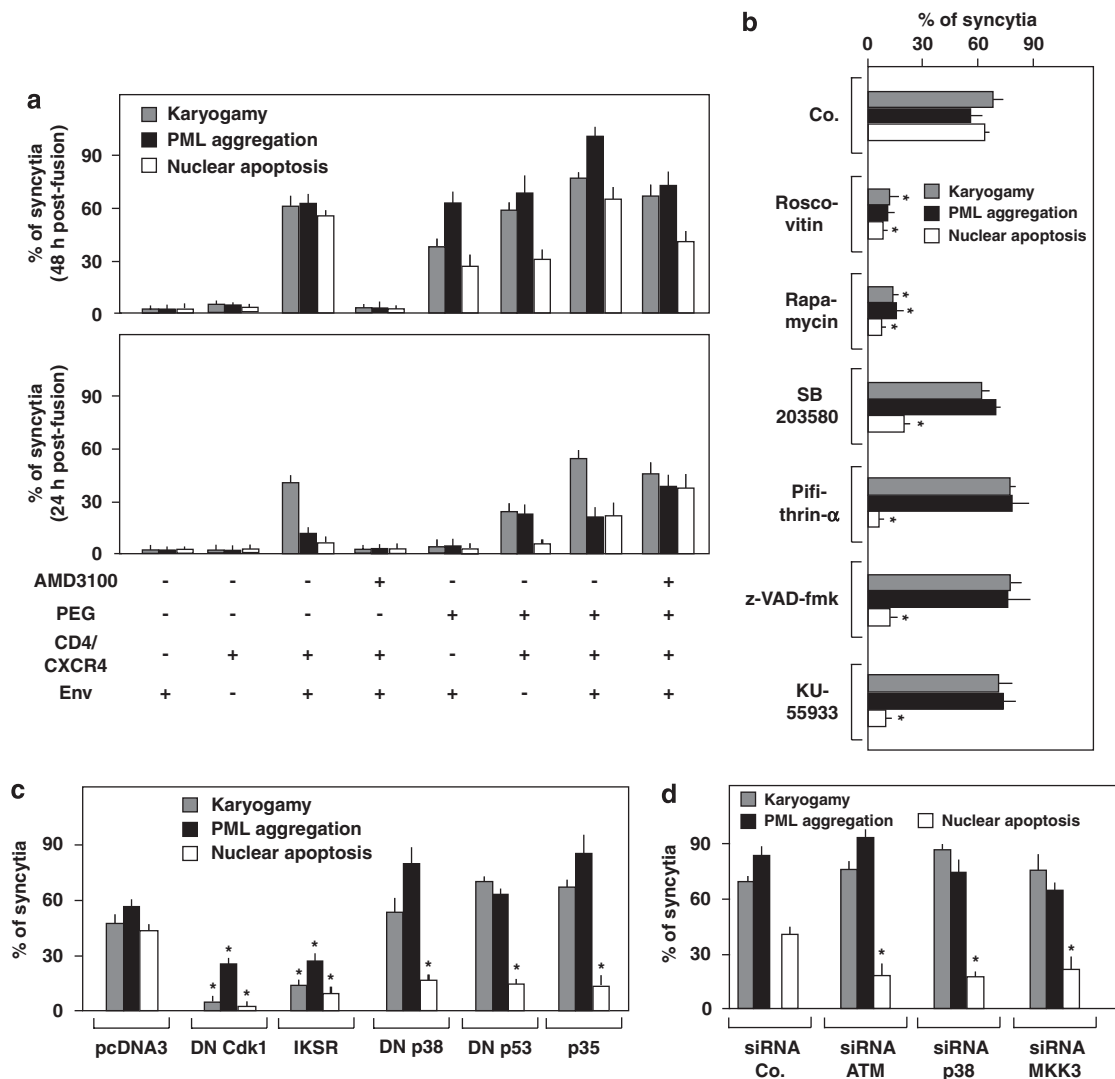 a
Karyogamy
PML aggregation
Nuclear apoptosis
% of syncytia
(48 h post-fusion)
90
60
30
0
% of syncytia
(24 h post-fusion)
90
60
30
0
AMD3100 - - - + - - - +
PEG - - - - + + + +
CD4/
CXCR4 - + + + - + + +
Env + - + + + - + +
b
% of syncytia
0 30 60 90
Co.
Rosco-
vitin
* *
Karyogamy
PML aggregation
Nuclear apoptosis
Rapa-
mycin
* * *
SB
203580
*
Pifi-
thrin-α
*
z-VAD-fmk
*
KU-
55933
*
c
Karyogamy
PML aggregation
Nuclear apoptosis
% of syncytia
90
60
30
0
* * * * * * * * *
pcDNA3 DN Cdk1 IKSR DN p38 DN p53 p35
d
Karyogamy
PML aggregation Nuclear apoptosis
% of syncytia
90
60
30
0
* * *
siRNA siRNA siRNA siRNA
Co. ATM p38 MKK3